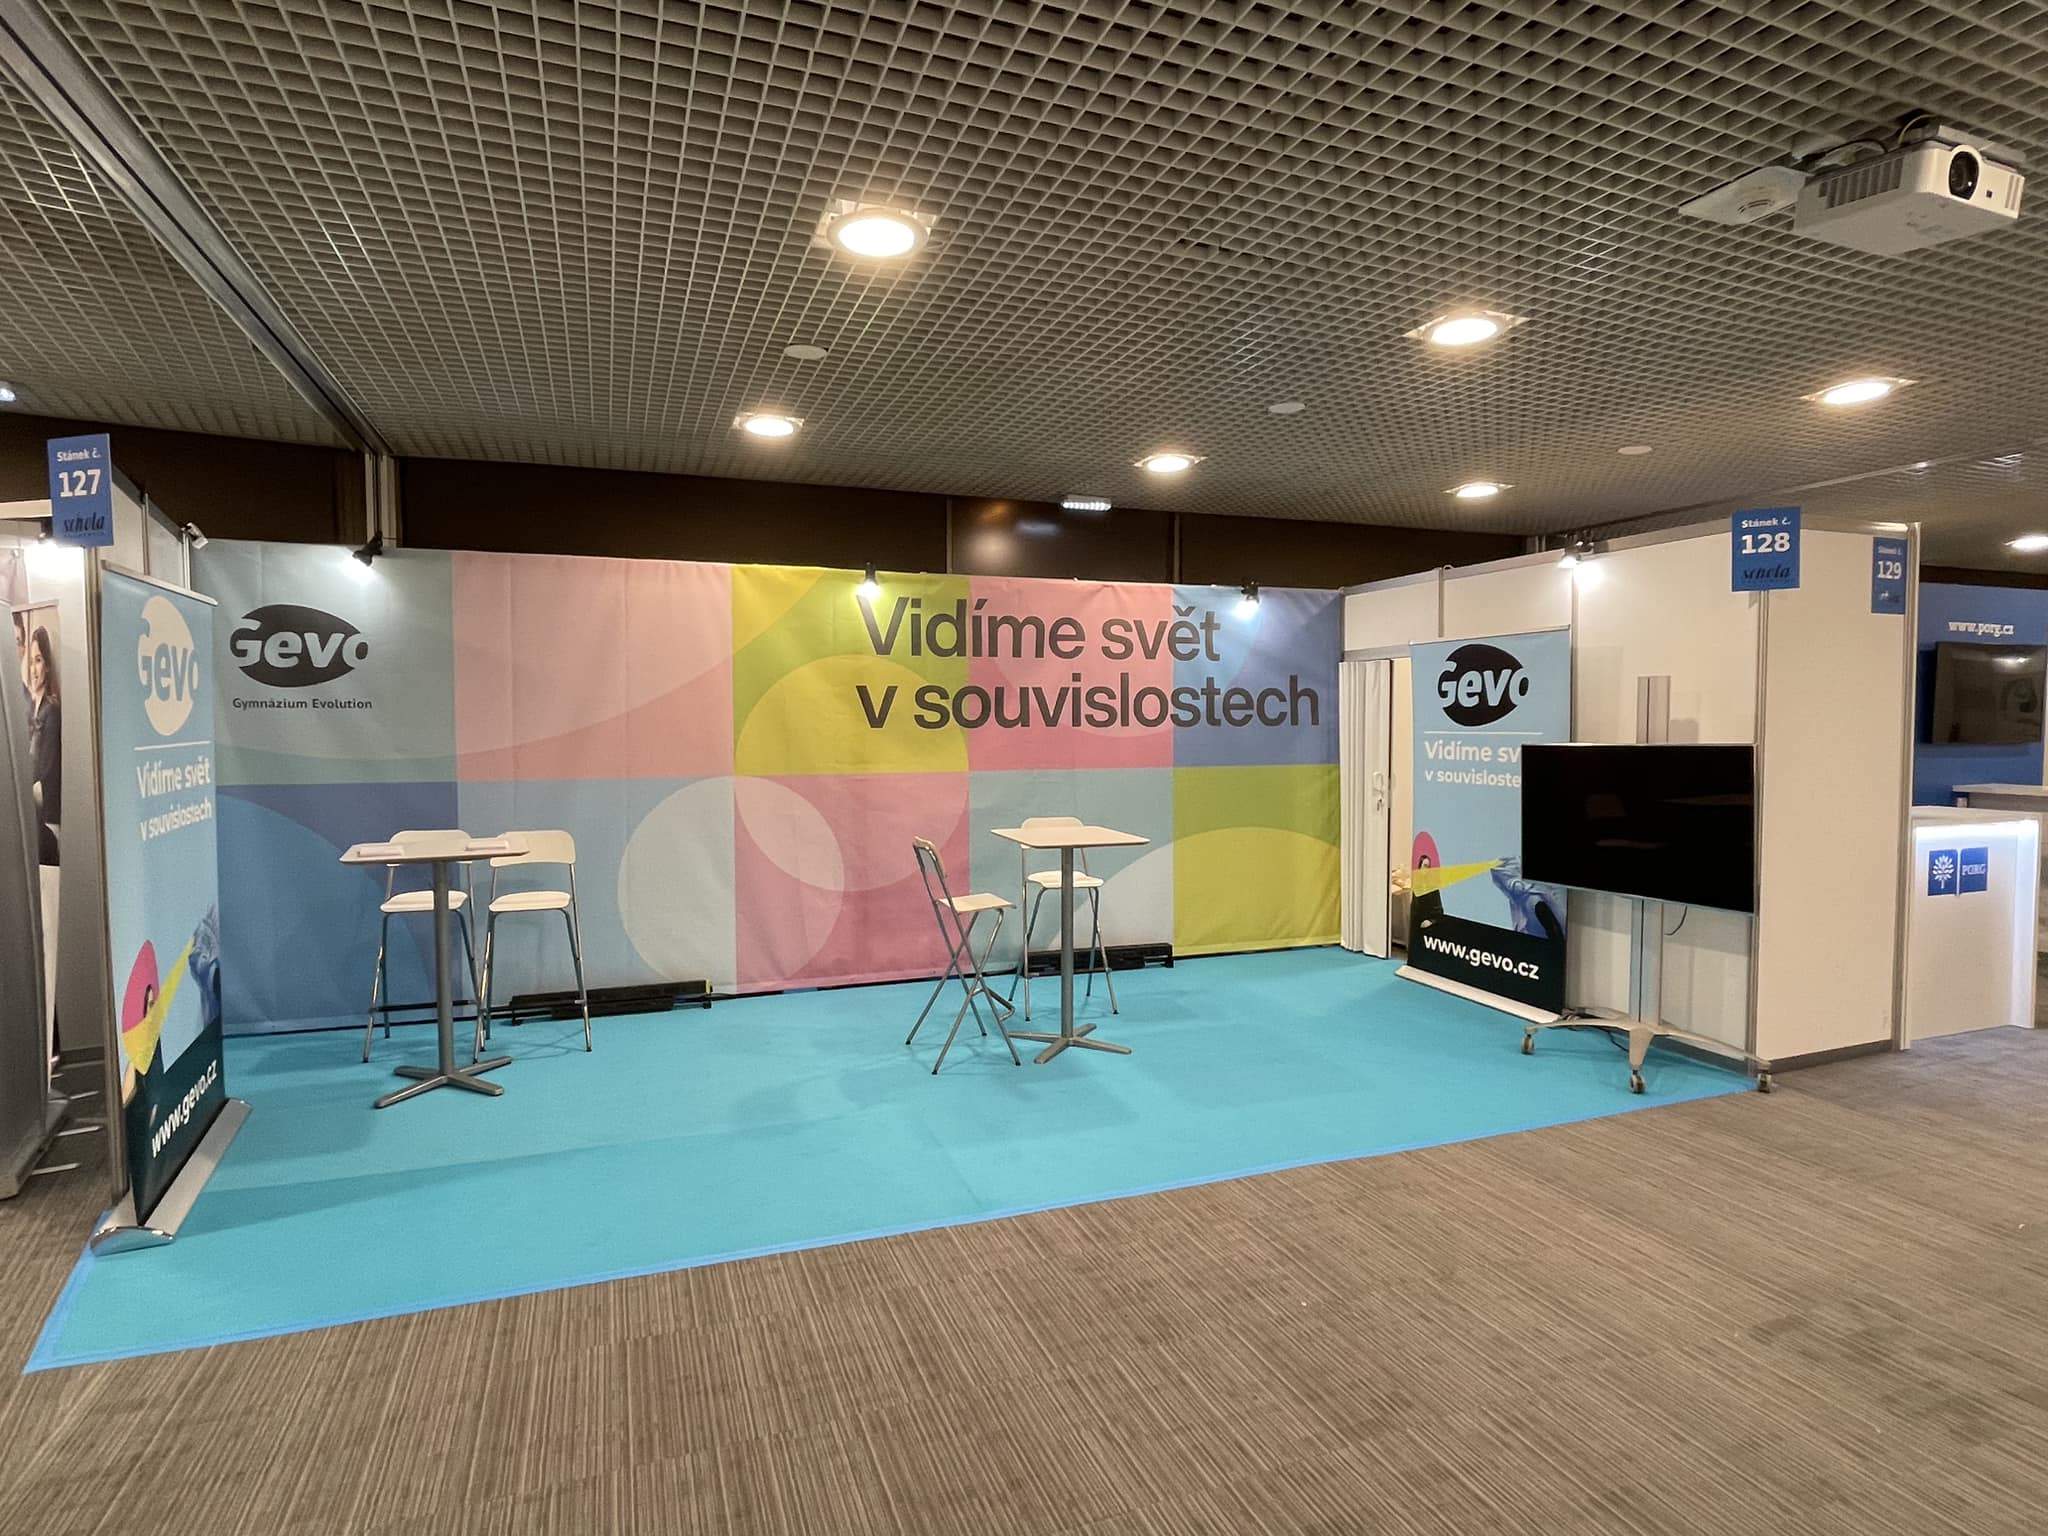 Stánek č.
127
schola
Gevo
Vidíme svět
v souvislostech
www.gevo.cz
Gevo
Gymnázium Evolution
Vidíme svět
v souvislostech
Gevo
Vidíme sv
v souvisloste
www.gevo.cz
Stánek č.
128
schola
Stánek č.
129
www.porg.cz
PORG